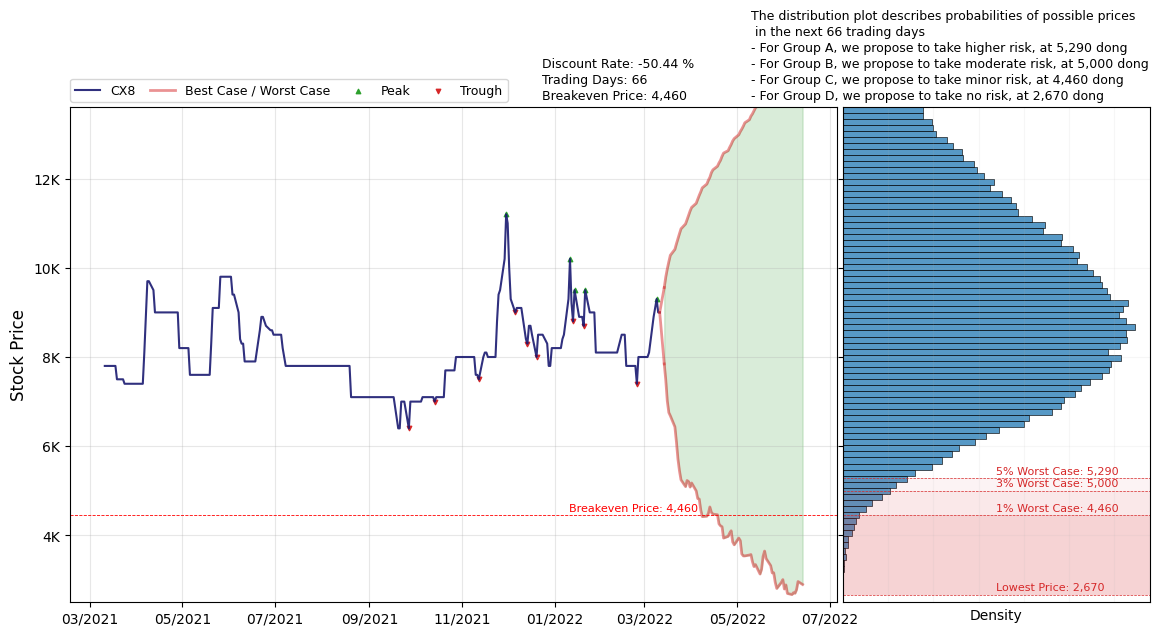 The distribution plot describes probabilities of possible prices
in the next 66 trading days
- For Group A, we propose to take higher risk, at 5,290 dong
- For Group B, we propose to take moderate risk, at 5,000 dong
- For Group C, we propose to take minor risk, at 4,460 dong
- For Group D, we propose to take no risk, at 2,670 dong
Discount Rate: -50.44 %
Trading Days: 66
Breakeven Price: 4,460
CX8
Best Case / Worst Case
Peak
Trough
Stock Price
12K
10K
8K
6K
4K
Breakeven Price: 4,460
5% Worst Case: 5,290
3% Worst Case: 5,000
1% Worst Case: 4,460
Lowest Price: 2,670
03/2021
05/2021
07/2021
09/2021
11/2021
01/2022
03/2022
05/2022
07/2022
Density